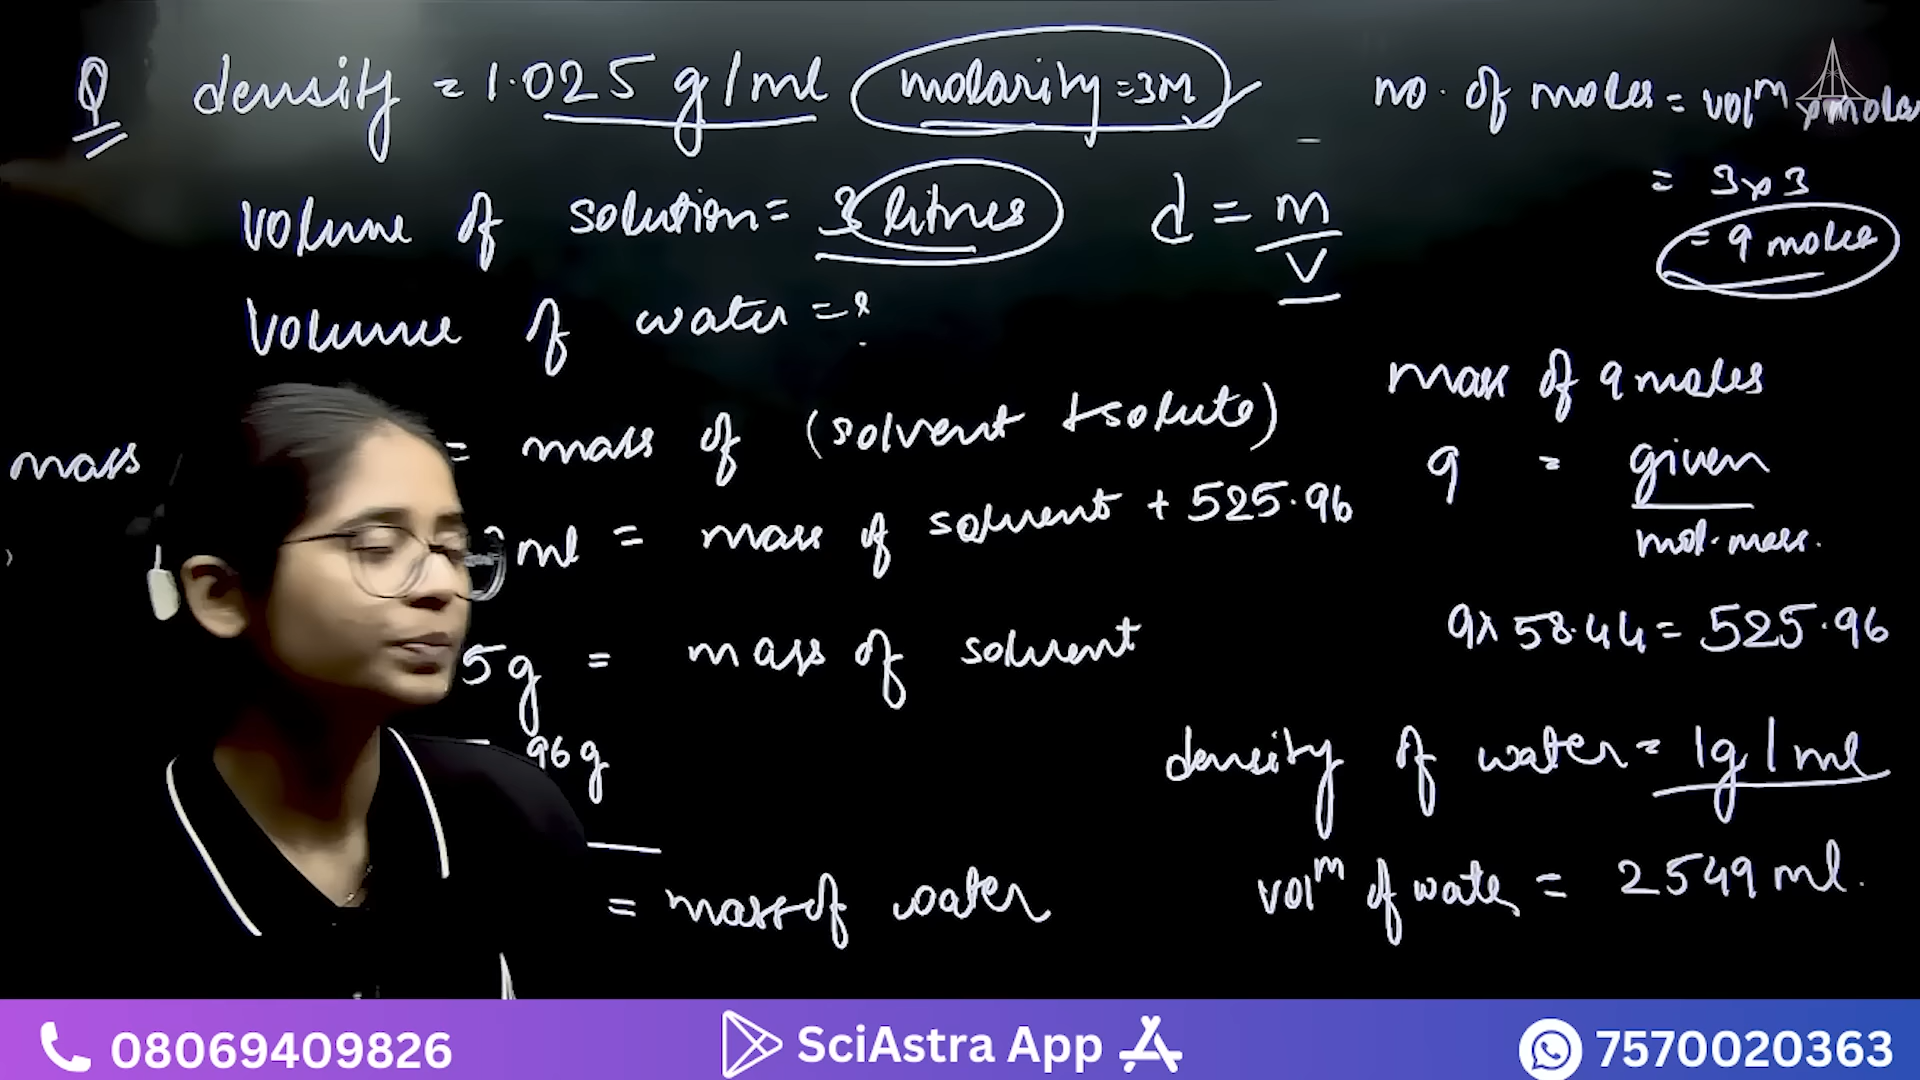 Q density = 1.025 g/ml molarity = 3M
volume of solution = 3 litres
volume of water = ?
d = m
V
no. of moles = volᵐ x molar
= 3x3
= 9 moles
mass = mass of (solvent + solute)
ml = mass of solvent + 525.96
5g = mass of solvent
96g
= mass of water
mass of 9 moles
9 = given
mol. mass.
9x 58.44 = 525.96
density of water = 1g/ml
volᵐ of water = 2549 ml.
08069409826 SciAstra App 7570020363